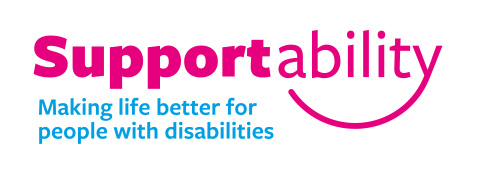 Supportability
Making life better for
people with disabilities